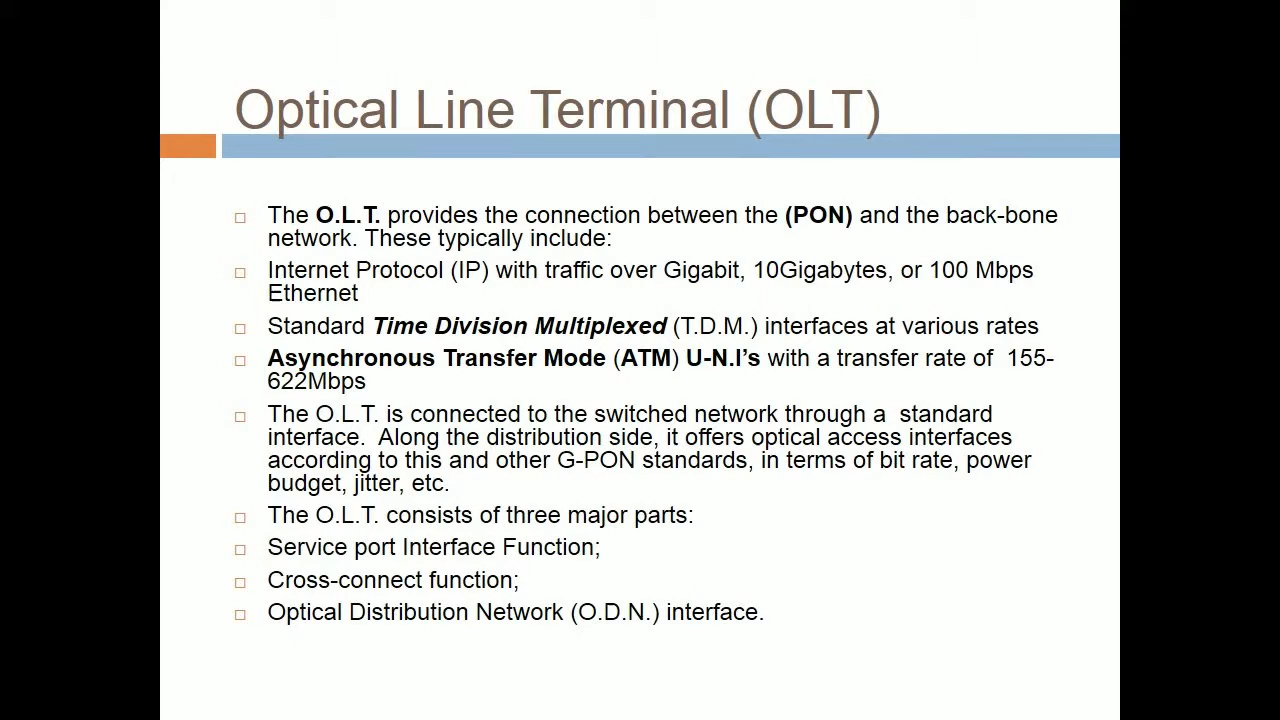 Optical Line Terminal (OLT)
The O.L.T. provides the connection between the (PON) and the back-bone
network. These typically include:
Internet Protocol (IP) with traffic over Gigabit, 10Gigabytes, or 100 Mbps
Ethernet
Standard Time Division Multiplexed (T.D.M.) interfaces at various rates
Asynchronous Transfer Mode (ATM) U-N.I’s with a transfer rate of  155-
622Mbps
The O.L.T. is connected to the switched network through a  standard
interface.  Along the distribution side, it offers optical access interfaces
according to this and other G-PON standards, in terms of bit rate, power
budget, jitter, etc.
The O.L.T. consists of three major parts:
Service port Interface Function;
Cross-connect function;
Optical Distribution Network (O.D.N.) interface.